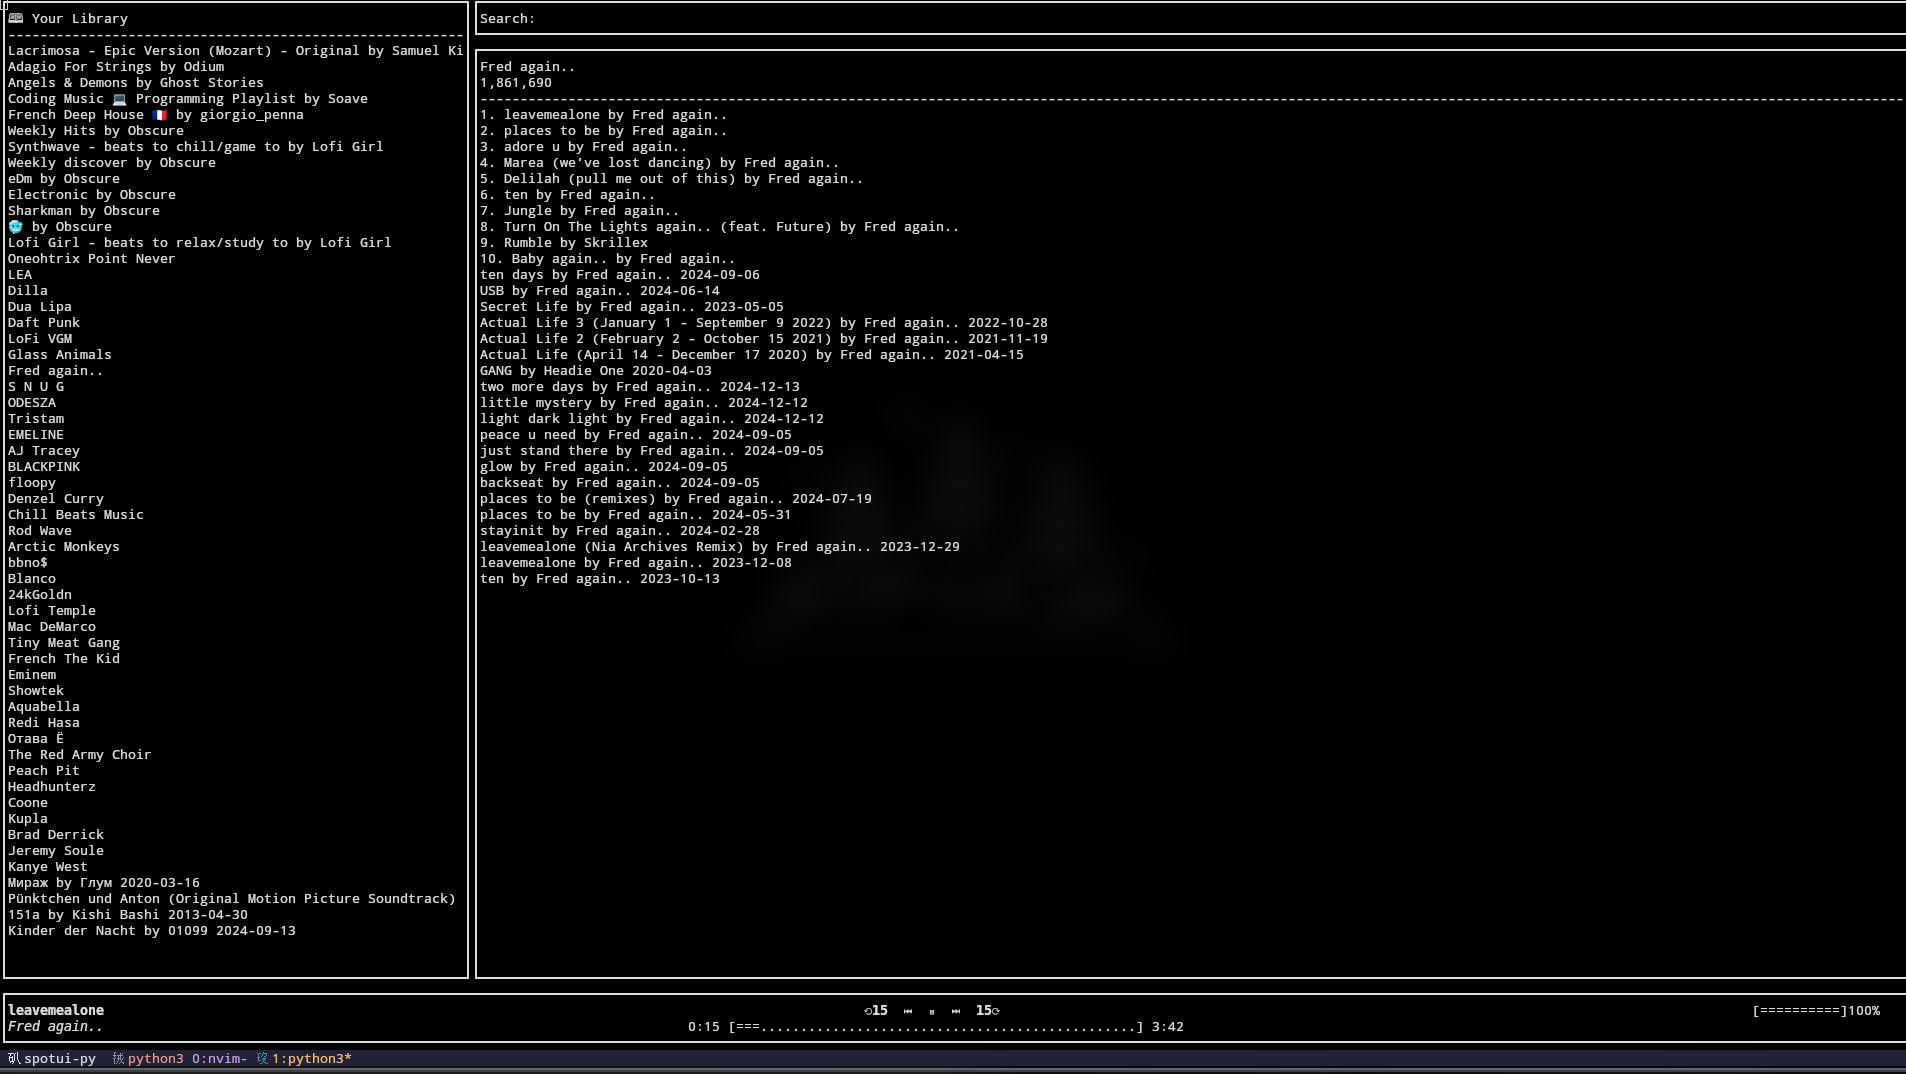 📖 Your Library
----------------------------------------------------------
Lacrimosa - Epic Version (Mozart) - Original by Samuel Ki
Adagio For Strings by Odium
Angels & Demons by Ghost Stories
Coding Music 💻 Programming Playlist by Soave
French Deep House 🇫🇷 by giorgio_penna
Weekly Hits by Obscure
Synthwave - beats to chill/game to by Lofi Girl
Weekly discover by Obscure
eDm by Obscure
Electronic by Obscure
Sharkman by Obscure
🥶 by Obscure
Lofi Girl - beats to relax/study to by Lofi Girl
Oneohtrix Point Never
LEA
Dilla
Dua Lipa
Daft Punk
LoFi VGM
Glass Animals
Fred again..
S N U G
ODESZA
Tristam
EMELINE
AJ Tracey
BLACKPINK
floopy
Denzel Curry
Chill Beats Music
Rod Wave
Arctic Monkeys
bbno$
Blanco
24kGoldn
Lofi Temple
Mac DeMarco
Tiny Meat Gang
French The Kid
Eminem
Showtek
Aquabella
Redi Hasa
Отава Ё
The Red Army Choir
Peach Pit
Headhunterz
Coone
Kupla
Brad Derrick
Jeremy Soule
Kanye West
Мираж by Глум 2020-03-16
Pünktchen und Anton (Original Motion Picture Soundtrack)
151a by Kishi Bashi 2013-04-30
Kinder der Nacht by 01099 2024-09-13
Search:
Fred again..
1,861,690
1. leavemealone by Fred again..
2. places to be by Fred again..
3. adore u by Fred again..
4. Marea (we've lost dancing) by Fred again..
5. Delilah (pull me out of this) by Fred again..
6. ten by Fred again..
7. Jungle by Fred again..
8. Turn On The Lights again.. (feat. Future) by Fred again..
9. Rumble by Skrillex
10. Baby again.. by Fred again..
ten days by Fred again.. 2024-09-06
USB by Fred again.. 2024-06-14
Secret Life by Fred again.. 2023-05-05
Actual Life 3 (January 1 - September 9 2022) by Fred again.. 2022-10-28
Actual Life 2 (February 2 - October 15 2021) by Fred again.. 2021-11-19
Actual Life (April 14 - December 17 2020) by Fred again.. 2021-04-15
GANG by Headie One 2020-04-03
two more days by Fred again.. 2024-12-13
little mystery by Fred again.. 2024-12-12
light dark light by Fred again.. 2024-12-12
peace u need by Fred again.. 2024-09-05
just stand there by Fred again.. 2024-09-05
glow by Fred again.. 2024-09-05
backseat by Fred again.. 2024-09-05
places to be (remixes) by Fred again.. 2024-07-19
places to be by Fred again.. 2024-05-31
stayinit by Fred again.. 2024-02-28
leavemealone (Nia Archives Remix) by Fred again.. 2023-12-29
leavemealone by Fred again.. 2023-12-08
ten by Fred again.. 2023-10-13
leavemealone
Fred again..
⟲15 ⏮ ⏸ ⏭ 15⟳
0:15 [===...............................................] 3:42
[==========]100%
spotui-py python3 0:nvim- 1:python3*